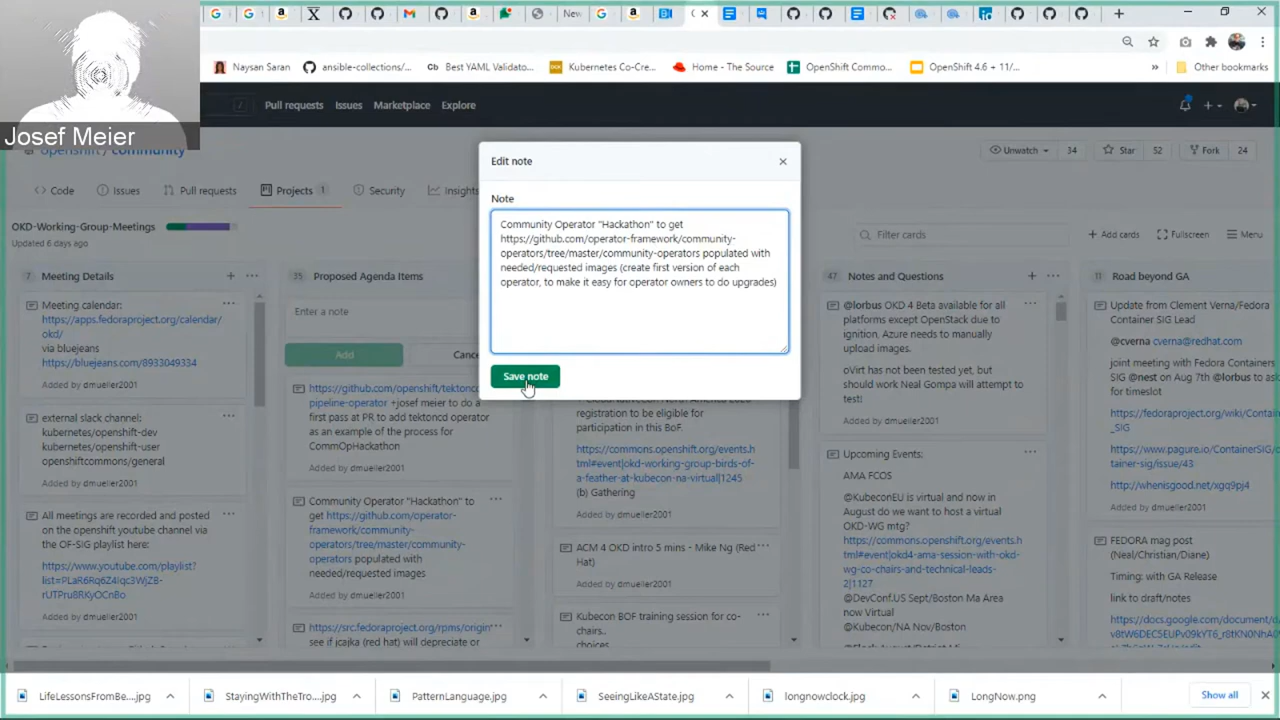 New
Naysan Saran
ansible-collections/...
Best YAML Validato...
Kubernetes Co-Cre...
Home - The Source
OpenShift Commo...
OpenShift 4.6 + 11/...
»
Other bookmarks
/
Pull requests
Issues
Marketplace
Explore
Josef Meier
openshift / community
Unwatch
34
Star
52
Fork
24
Code
Issues
Pull requests
Projects 1
Security
Insights
OKD-Working-Group-Meetings
Updated 6 days ago
Filter cards
+ Add cards
Fullscreen
Menu
7 Meeting Details
Meeting calendar:
https://apps.fedoraproject.org/calendar/
okd/
via bluejeans
https://bluejeans.com/8933049334
Added by dmueller2001
external slack channel:
kubernetes/openshift-dev
kubernetes/openshift-user
openshiftcommons/general
Added by dmueller2001
All meetings are recorded and posted
on the openshift youtube channel via
the OF-SIG playlist here:
https://www.youtube.com/playlist?
Added by dmueller2001
35 Proposed Agenda Items
Enter a note
Add
Cance
https://github.com/openshift/tektonc
pipeline-operator +josef meier to do a
first pass at PR to add tektoncd operator
as an example of the process for
CommOpHackathon
Added by dmueller2001
Community Operator "Hackathon" to
get https://github.com/operator-
framework/community-
operators/tree/master/community-
operators populated with
needed/requested images
Added by dmueller2001
https://src.fedoraproject.org/rpms/origin
see if jcajka (red hat) will deprecate or
Edit note
Note
Community Operator "Hackathon" to get
https://github.com/operator-framework/community-
operators/tree/master/community-operators populated with
needed/requested images (create first version of each
operator, to make it easy for operator owners to do upgrades)
Save note
registration to be eligible for
participation in this BoF.
https://commons.openshift.org/events.h
tml#event|okd-working-group-birds-of-
a-feather-at-kubecon-na-virtual|1245
(b) Gathering
Added by dmueller2001
ACM 4 OKD intro 5 mins - Mike Ng (Red
Hat)
Added by dmueller2001
Kubecon BOF training session for co-
chairs..
choices
47 Notes and Questions
@lorbus OKD 4 Beta available for all
platforms except OpenStack due to
ignition. Azure needs to manually
upload images.
oVirt has not been tested yet, but
should work Neal Gompa will attempt to
test!
Added by dmueller2001
Upcoming Events:
AMA FCOS
@KubeconEU is virtual and now in
August do we want to host a virtual
OKD-WG mtg?
https://commons.openshift.org/events.h
tml#event|okd4-ama-session-with-okd-
wg-co-chairs-and-technical-leads-
2|1127
@DevConf.US Sept/Boston Ma Area
now Virtual
@Kubecon/NA Nov/Boston
11 Road beyond GA
Update from Clement Verna/Fedora
Container SIG Lead
@cverna cverna@redhat.com
joint meeting with Fedora Containers
SIG @nest on Aug 7th @lorbus to ask
for timeslot
https://fedoraproject.org/wiki/Contain
_SIG
https://www.pagure.io/ContainerSIG/c
tainer-sig/issue/43
http://whenisgood.net/xgq9pj4
Added by dmueller2001
FEDORA mag post
(Neal/Christian/Diane)
Timing: with GA Release
link to draft/notes
https://docs.google.com/document/d
LifeLessonsFromBe....jpg
StayingWithTheTro....jpg
PatternLanguage.jpg
SeeingLikeAState.jpg
longnowclock.jpg
LongNow.png
Show all